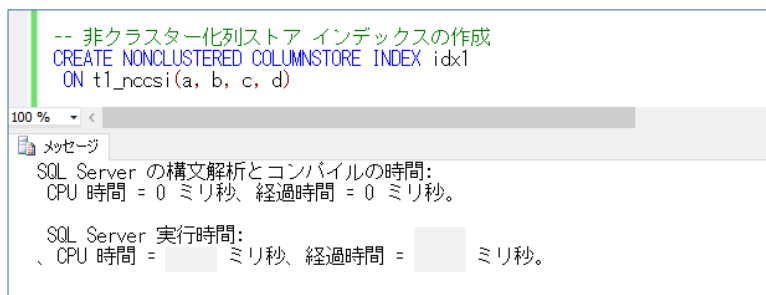 -- 非クラスター化列ストア インデックスの作成
CREATE NONCLUSTERED COLUMNSTORE INDEX idx1
ON t1_nccsi(a, b, c, d)
100 %
メッセージ
SQL Server の構文解析とコンパイルの時間:
CPU 時間 = 0 ミリ秒、経過時間 = 0 ミリ秒。
SQL Server 実行時間:
、CPU 時間 = ミリ秒、経過時間 = ミリ秒。